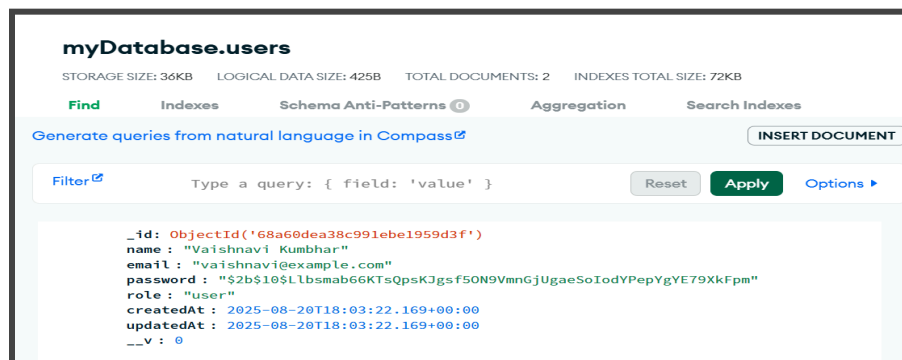 myDatabase.users
STORAGE SIZE: 36KB LOGICAL DATA SIZE: 425B TOTAL DOCUMENTS: 2 INDEXES TOTAL SIZE: 72KB
Find Indexes Schema Anti-Patterns 0 Aggregation Search Indexes
Generate queries from natural language in Compass
INSERT DOCUMENT
Filter Type a query: { field: 'value' } Reset Apply Options
_id: ObjectId('68a60dea38c991ebe1959d3f')
name : "Vaishnavi Kumbhar"
email : "vaishnavi@example.com"
password : "$2b$10$Llbsmab66KTsQpsKJgsf5ON9VmnGjUgaeSoIodYPepYgYE79XkFpm"
role : "user"
createdAt : 2025-08-20T18:03:22.169+00:00
updatedAt : 2025-08-20T18:03:22.169+00:00
__v : 0